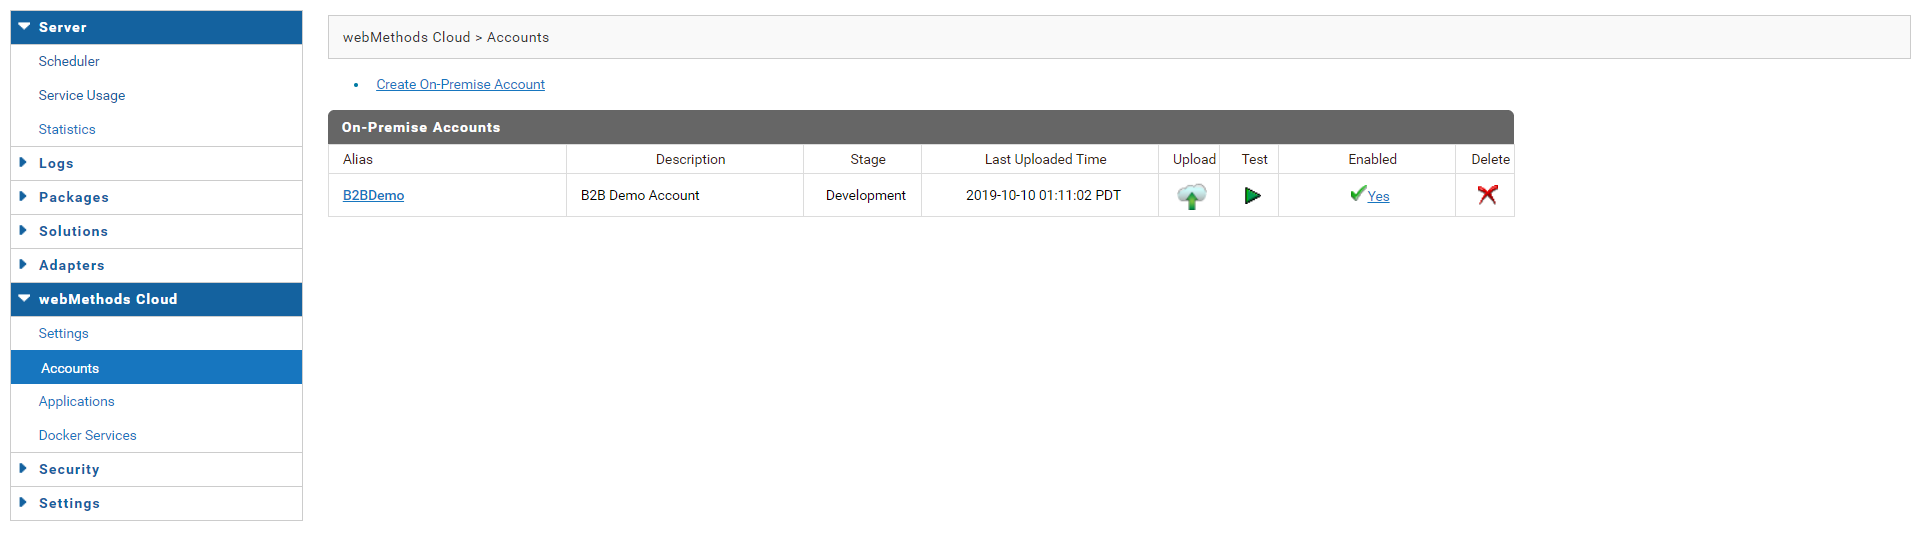 Server
Scheduler
Service Usage
Statistics
Logs
Packages
Solutions
Adapters
webMethods Cloud
Settings
Accounts
Applications
Docker Services
Security
Settings
webMethods Cloud > Accounts
• Create On-Premise Account
On-Premise Accounts
Alias Description Stage Last Uploaded Time Upload Test Enabled Delete
B2BDemo B2B Demo Account Development 2019-10-10 01:11:02 PDT Yes